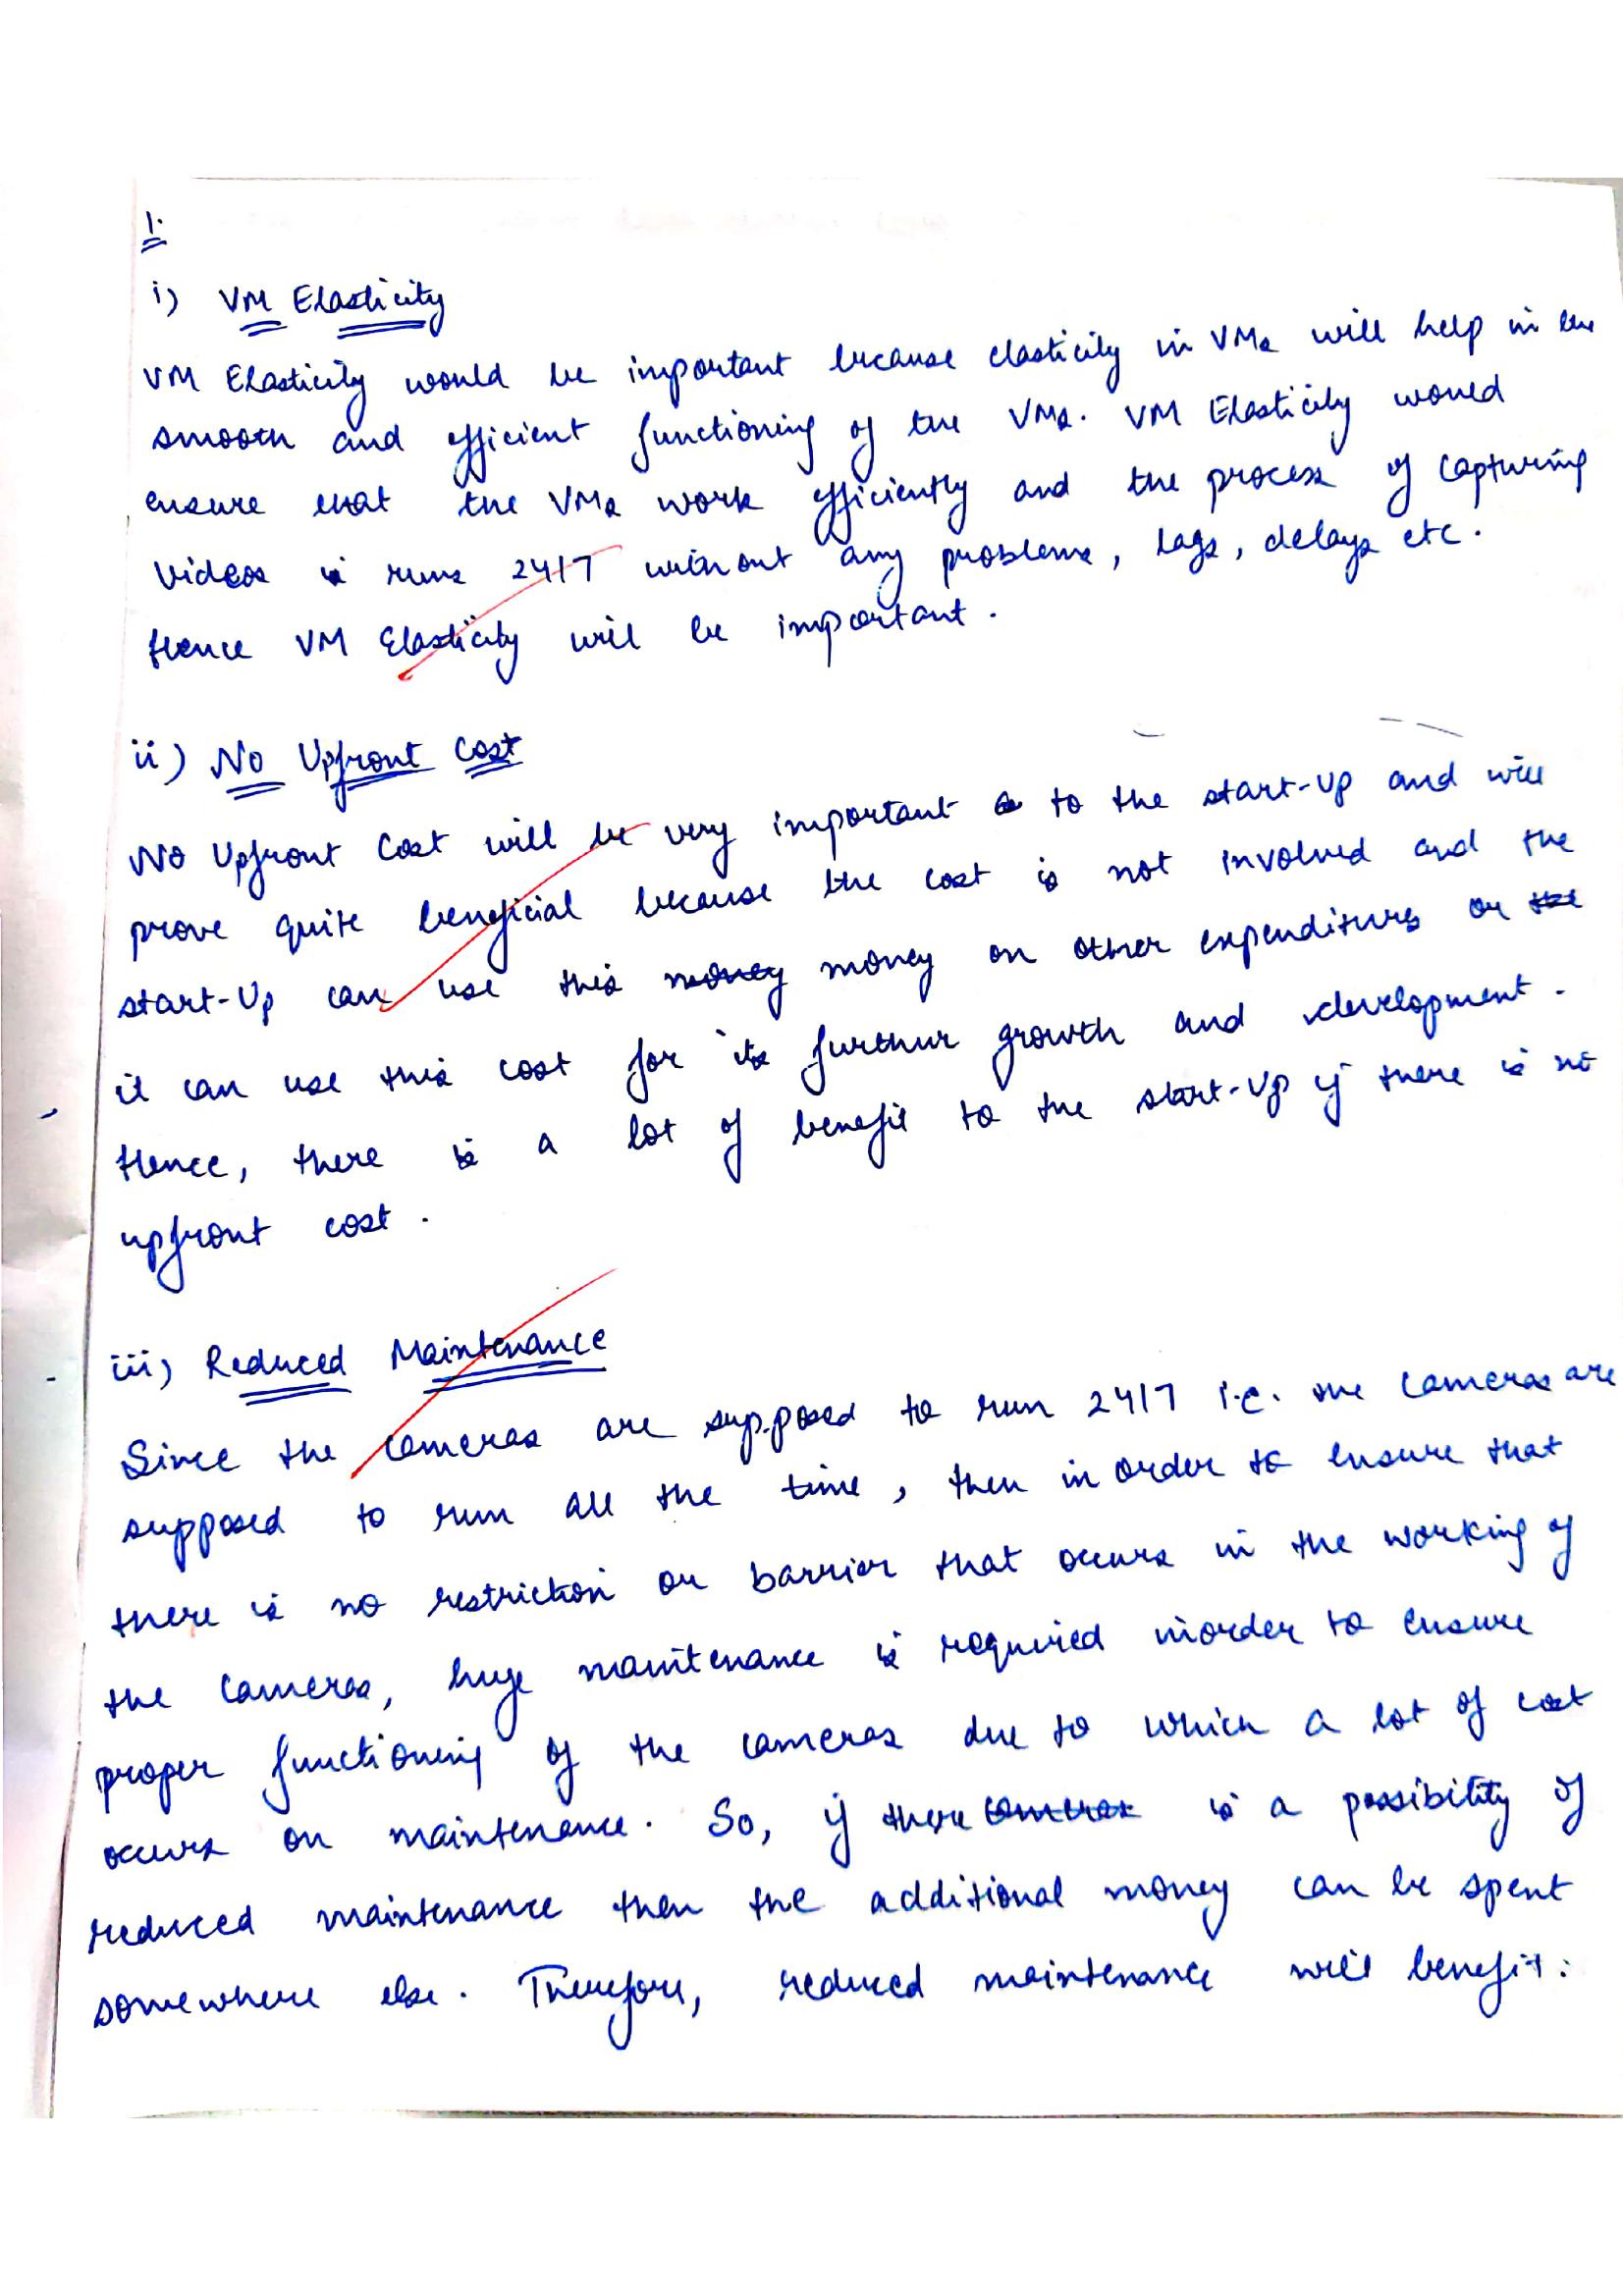 1.
i) VM Elasticity
VM Elasticity would be important because elasticity in VMs will help in the
smooth and efficient functioning of the VMs. VM Elasticity would
ensure that the VMs work efficiently and the process of capturing
videos is runs 24/7 without any problems, lags, delays etc.
Hence VM Elasticity will be important.
ii) No Upfront Cost
No Upfront Cost will be very important to the start-up and will
prove quite beneficial because the cost is not involved and the
start-Up can use this money money on other expenditures or the
it can use this cost for its further growth and development.
Hence, there is a lot of benefit to the start-Up if there is no
upfront cost.
iii) Reduced Maintenance
Since the cameras are supposed to run 24/7 i.e. the cameras are
supposed to run all the time, then in order to ensure that
there is no restriction or barrier that occurs in the working of
the cameras, huge maintenance is required inorder to ensure
proper functioning of the cameras due to which a lot of cost
occurs on maintenance. So, if there cameras is a possibility of
reduced maintenance then the additional money can be spent
somewhere else. Therefore, reduced maintenance will benefit.